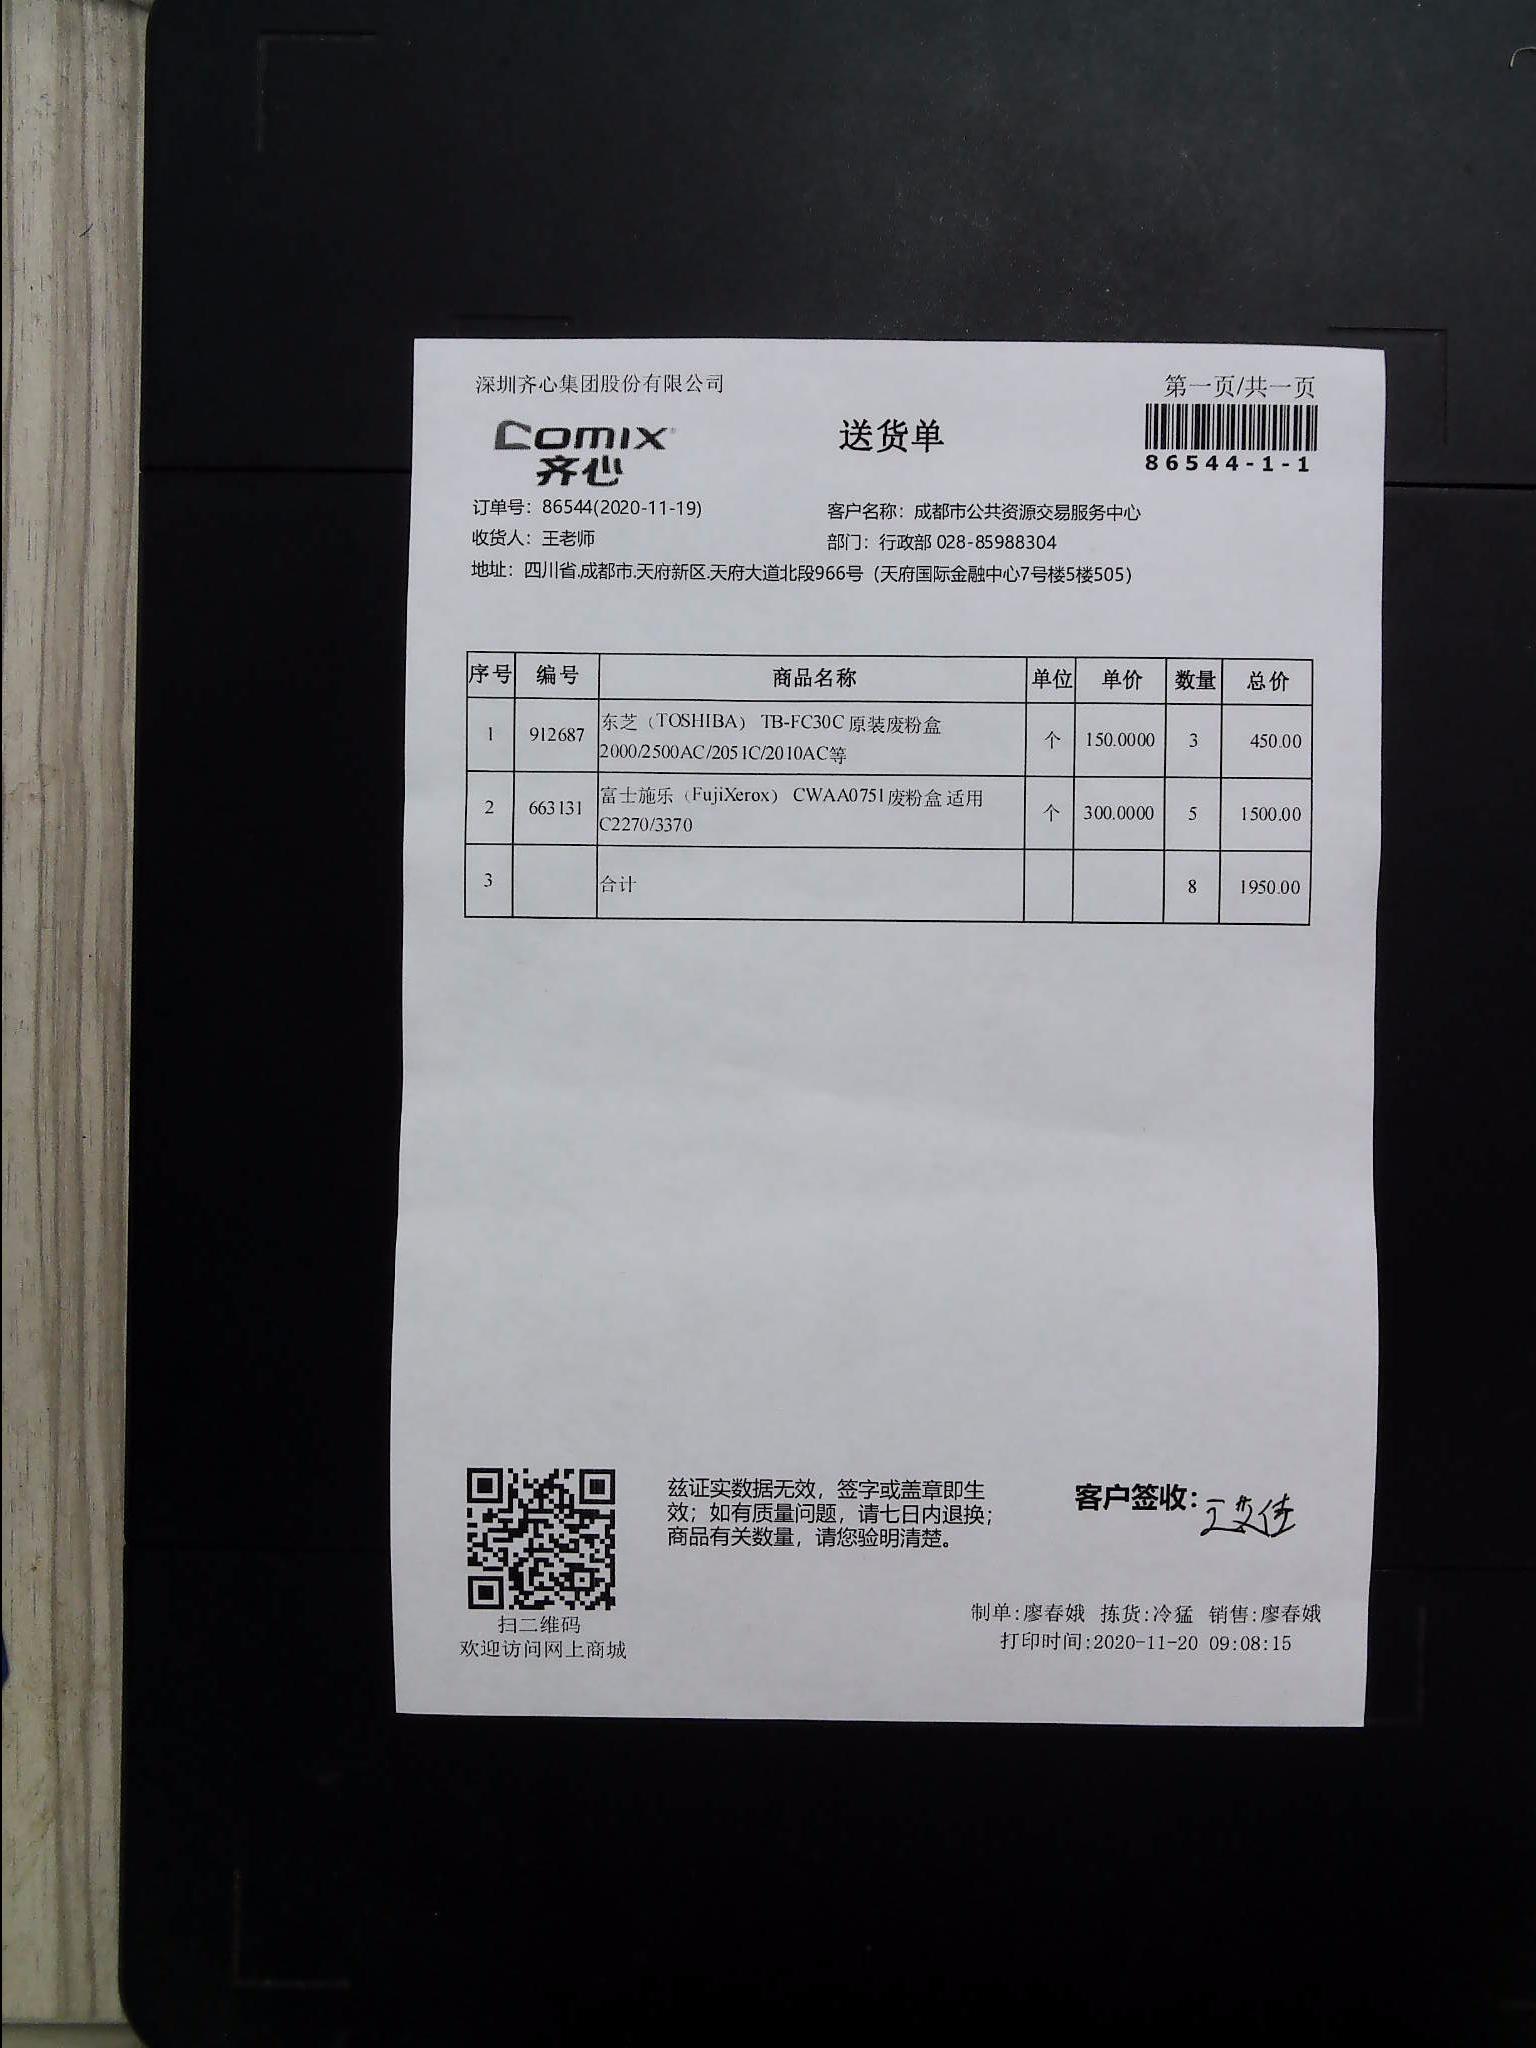 深圳齐心集团股份有限公司
第一页/共一页
comix
齐心
送货单
86544-1-1
订单号：86544(2020-11-19)
客户名称：成都市公共资源交易服务中心
收货人：王老师
部门：行政部 028-85988304
地址：四川省.成都市.天府新区.天府大道北段966号（天府国际金融中心7号楼5楼505）
序号 编号 商品名称 单位 单价 数量 总价
1 912687 东芝（TOSHIBA） TB-FC30C 原装废粉盒 个 150.0000 3 450.00
2000/2500AC/2051C/2010AC等
2 663131 富士施乐（FujiXerox） CWAA0751废粉盒 适用 个 300.0000 5 1500.00
C2270/3370
3 合计 8 1950.00
兹证实数据无效，签字或盖章即生
效；如有质量问题，请七日内退换；
商品有关数量，请您验明清楚。
客户签收：
扫二维码
欢迎访问网上商城
制单:廖春娥 拣货:冷猛 销售:廖春娥
打印时间:2020-11-20 09:08:15